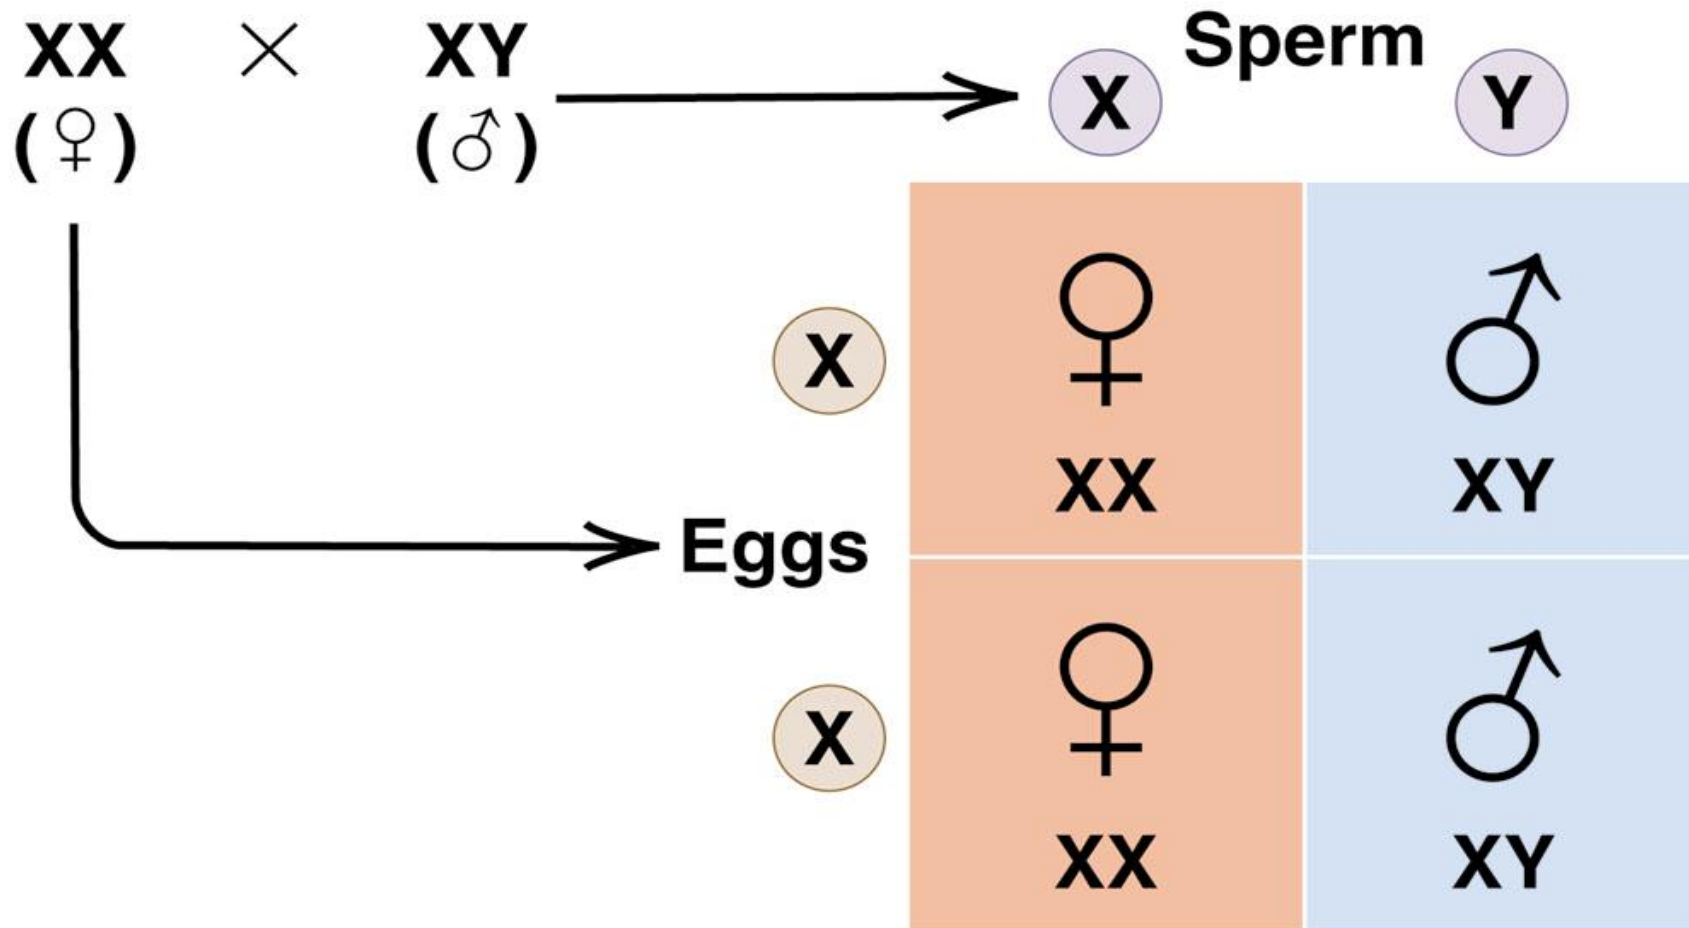 XX × XY
(♀) (♂)
Sperm
X Y
X
♀ ♂
XX XY
Eggs
X
♀ ♂
XX XY